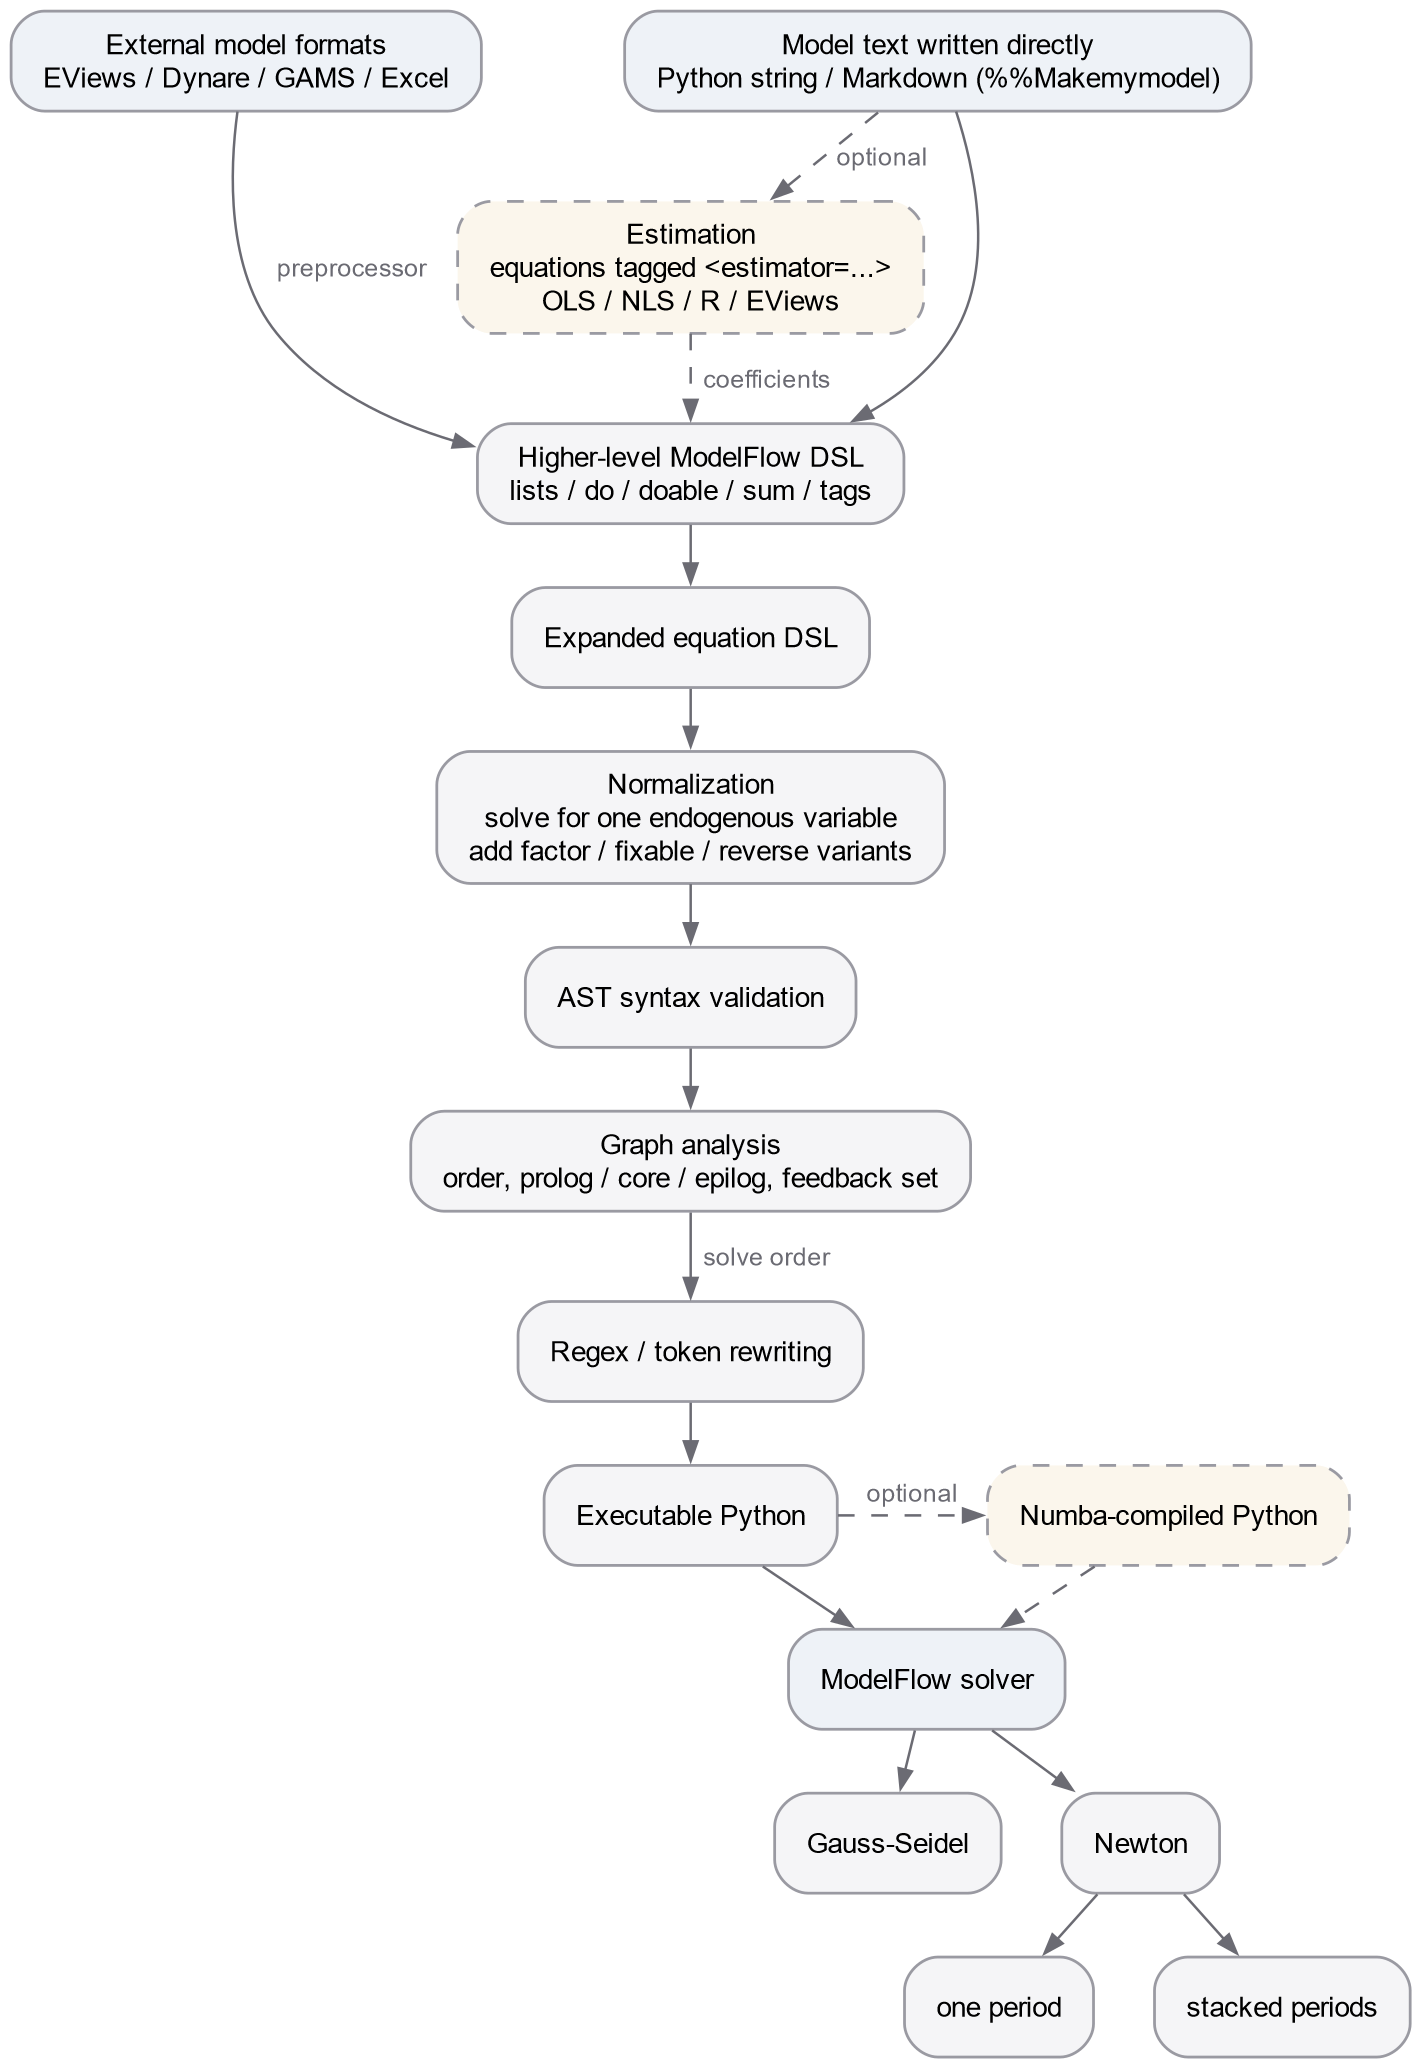 External model formats
EViews / Dynare / GAMS / Excel
Model text written directly
Python string / Markdown (%%Makemymodel)
optional
Estimation
equations tagged <estimator=...>
OLS / NLS / R / EViews
preprocessor
coefficients
Higher-level ModelFlow DSL
lists / do / doable / sum / tags
Expanded equation DSL
Normalization
solve for one endogenous variable
add factor / fixable / reverse variants
AST syntax validation
Graph analysis
order, prolog / core / epilog, feedback set
solve order
Regex / token rewriting
Executable Python
optional
Numba-compiled Python
ModelFlow solver
Gauss-Seidel
Newton
one period
stacked periods